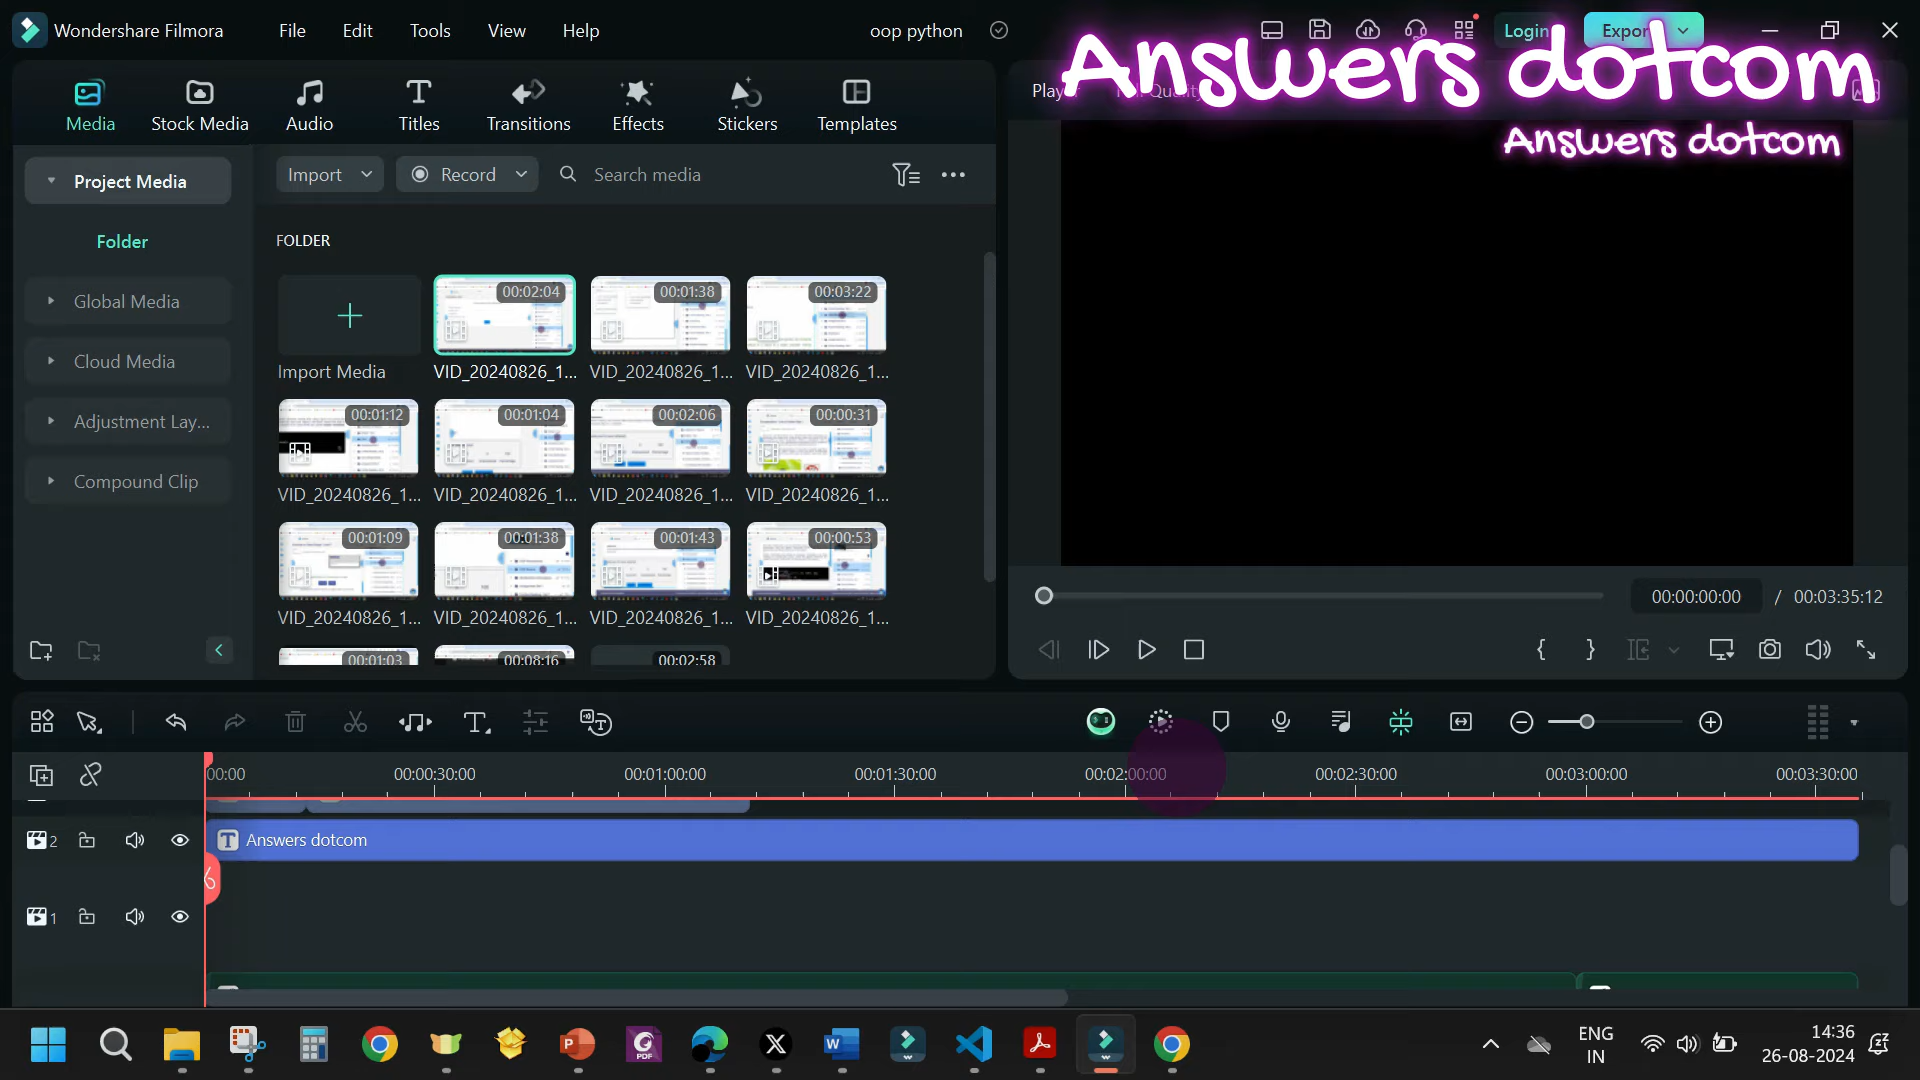 Wondershare Filmora
File
Edit
Tools
View
Help
oop python
Login
Expor
Answers dotcom
Answers dotcom
Media
Stock Media
Audio
Titles
Transitions
Effects
Stickers
Templates
Project Media
Folder
Global Media
Cloud Media
Adjustment Lay...
Compound Clip
Import
Record
Search media
FOLDER
Import Media
00:02:04
00:01:38
00:03:22
VID_20240826_1...
VID_20240826_1...
VID_20240826_1...
00:01:12
00:01:04
00:02:06
00:00:31
VID_20240826_1...
VID_20240826_1...
VID_20240826_1...
VID_20240826_1...
00:01:09
00:01:38
00:01:43
00:00:53
VID_20240826_1...
VID_20240826_1...
VID_20240826_1...
VID_20240826_1...
00:01:03
00:08:16
00:02:58
00:00:00:00 / 00:03:35:12
00:00
00:00:30:00
00:01:00:00
00:01:30:00
00:02:00:00
00:02:30:00
00:03:00:00
00:03:30:00
2
Answers dotcom
1
ENG
IN
14:36
26-08-2024